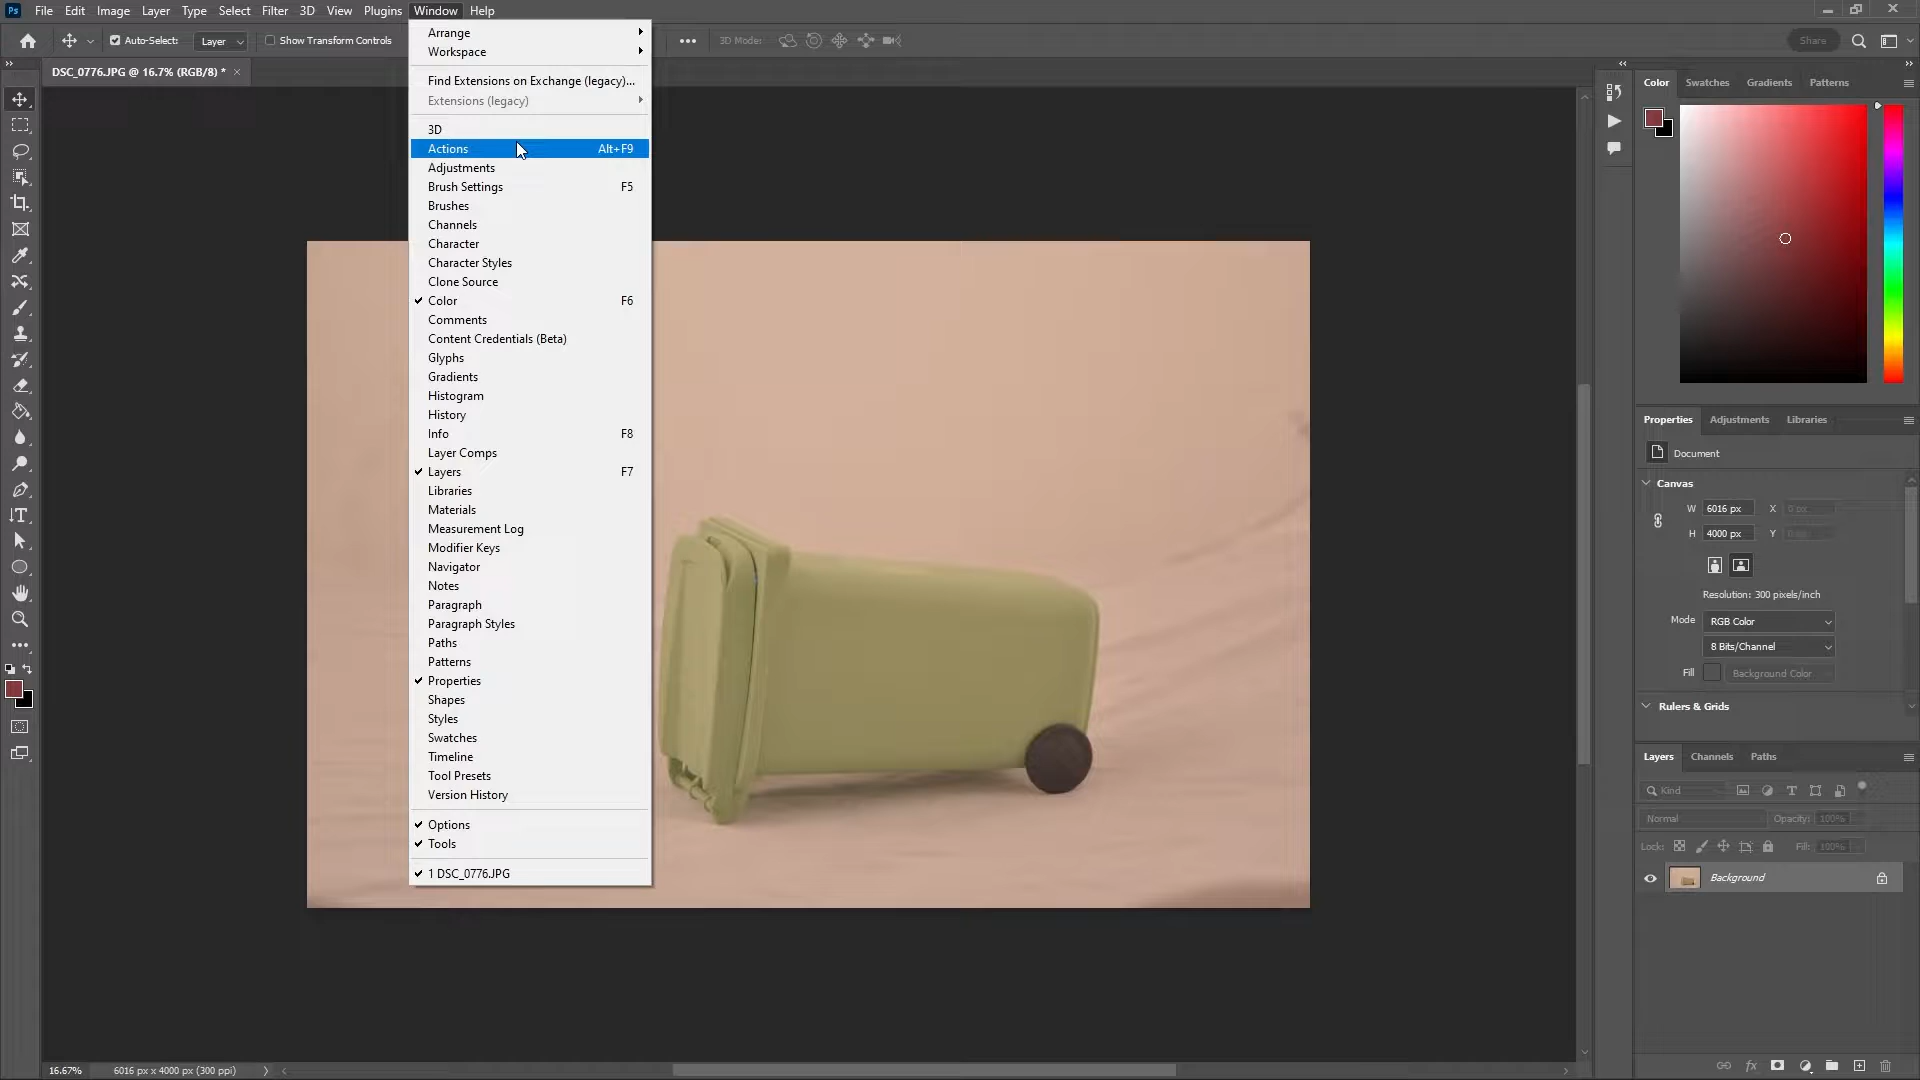 Ps File Edit Image Layer Type Select Filter 3D View Plugins Window Help
Auto-Select: Layer Show Transform Controls ••• 3D Mode: Share
DSC_0776.JPG @ 16.7% (RGB/8) * ×
Arrange
Workspace
Find Extensions on Exchange (legacy)...
Extensions (legacy)
3D
Actions Alt+F9
Adjustments
Brush Settings F5
Brushes
Channels
Character
Character Styles
Clone Source
Color F6
Comments
Content Credentials (Beta)
Glyphs
Gradients
Histogram
History
Info F8
Layer Comps
Layers F7
Libraries
Materials
Measurement Log
Modifier Keys
Navigator
Notes
Paragraph
Paragraph Styles
Paths
Patterns
Properties
Shapes
Styles
Swatches
Timeline
Tool Presets
Version History
Options
Tools
1 DSC_0776.JPG
Color Swatches Gradients Patterns
Properties Adjustments Libraries
Document
Canvas
W 6016 px X 0 px
H 4000 px Y
Resolution: 300 pixels/inch
Mode RGB Color
8 Bits/Channel
Fill Background Color
Rulers & Grids
Layers Channels Paths
Kind
Normal Opacity: 100%
Lock: Fill: 100%
Background
fx
16.67% 6016 px x 4000 px (300 ppi)